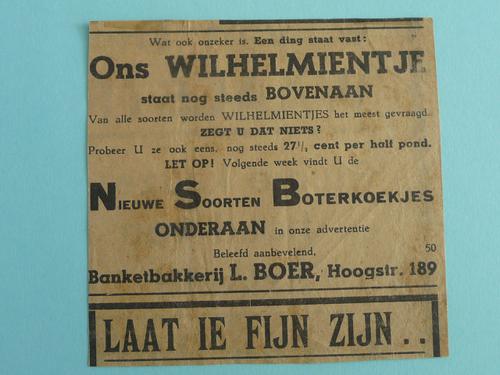 Wat ook onzeker is. Een ding staat vast:
Ons WILHELMIENTJE
staat nog steeds BOVENAAN
Van alle soorten worden WILHELMIENTJES het meest gevraagd.
ZEGT U DAT NIETS?
Probeer U ze ook eens. nog steeds 27½ cent per half pond.
LET OP! Volgende week vindt U de
NIEUWE SOORTEN BOTERKOEKJES
ONDERAAN in onze advertentie
Beleefd aanbevelend,
50
Banketbakkerij L. BOER, Hoogstr. 189
LAAT IE FIJN ZIJN . .